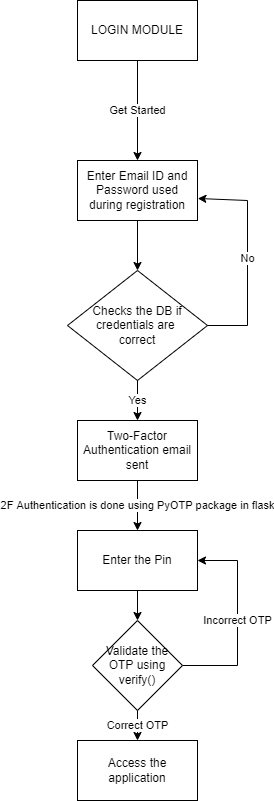 LOGIN MODULE
Get Started
Enter Email ID and
Password used
during registration
No
Checks the DB if
credentials are
correct
Yes
Two-Factor
Authentication email
sent
2F Authentication is done using PyOTP package in flask
Enter the Pin
Incorrect OTP
Validate the
OTP using
verify()
Correct OTP
Access the
application